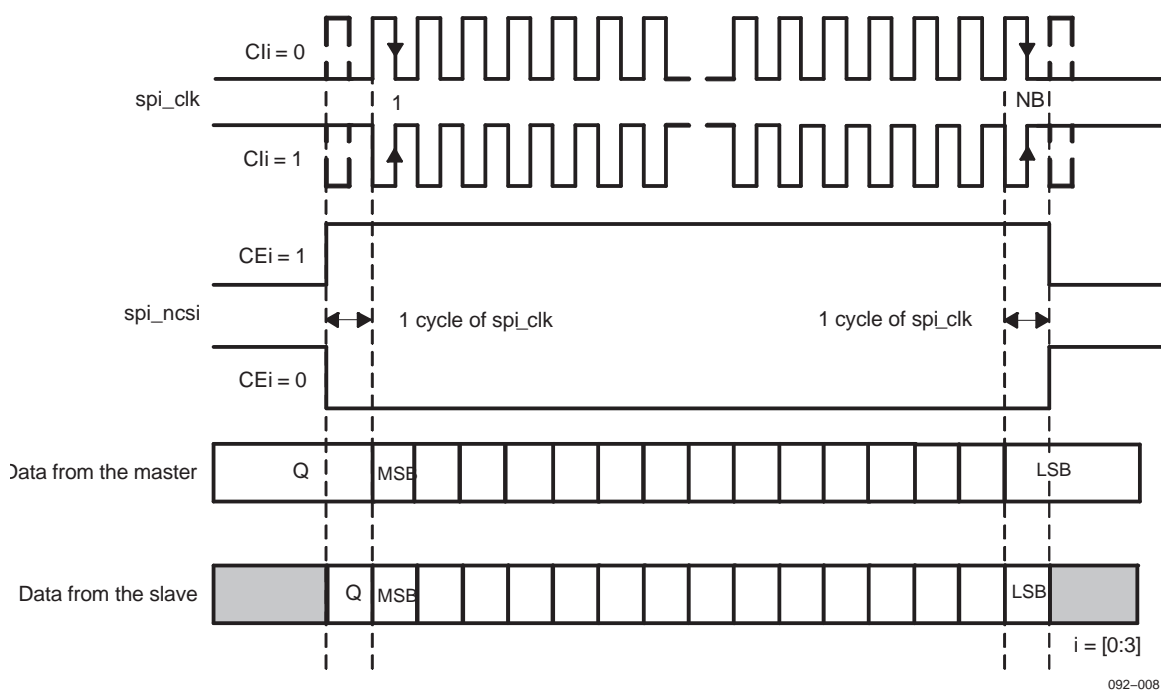 CIi = 0
spi_clk
1
NB
CIi = 1
CEi = 1
spi_ncsi
1 cycle of spi_clk
1 cycle of spi_clk
CEi = 0
Data from the master
Q
MSB
LSB
Data from the slave
Q
MSB
LSB
i = [0:3]
092–008